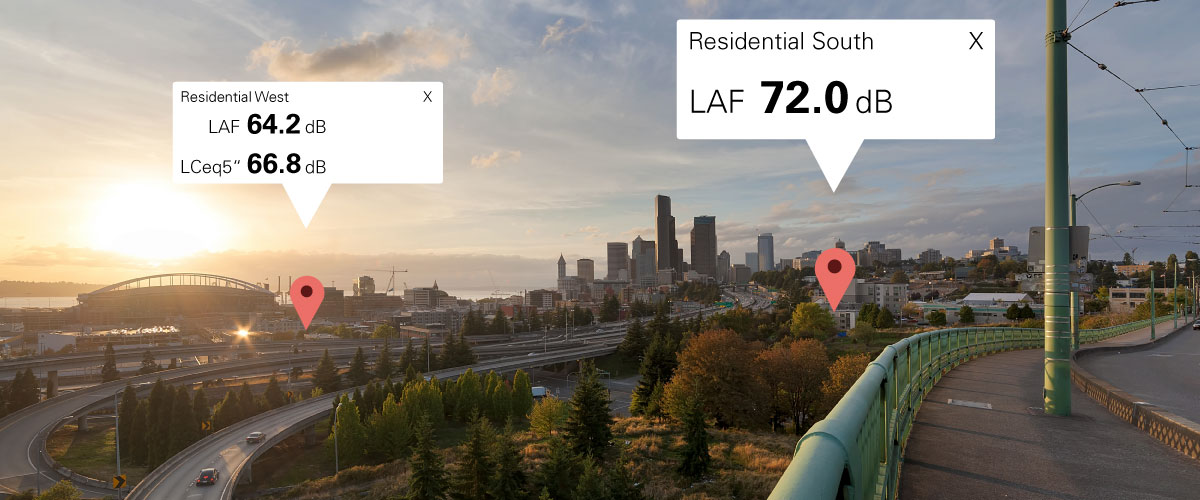 Residential West X
LAF 64.2 dB
LCeq5“ 66.8 dB
Residential South X
LAF 72.0 dB